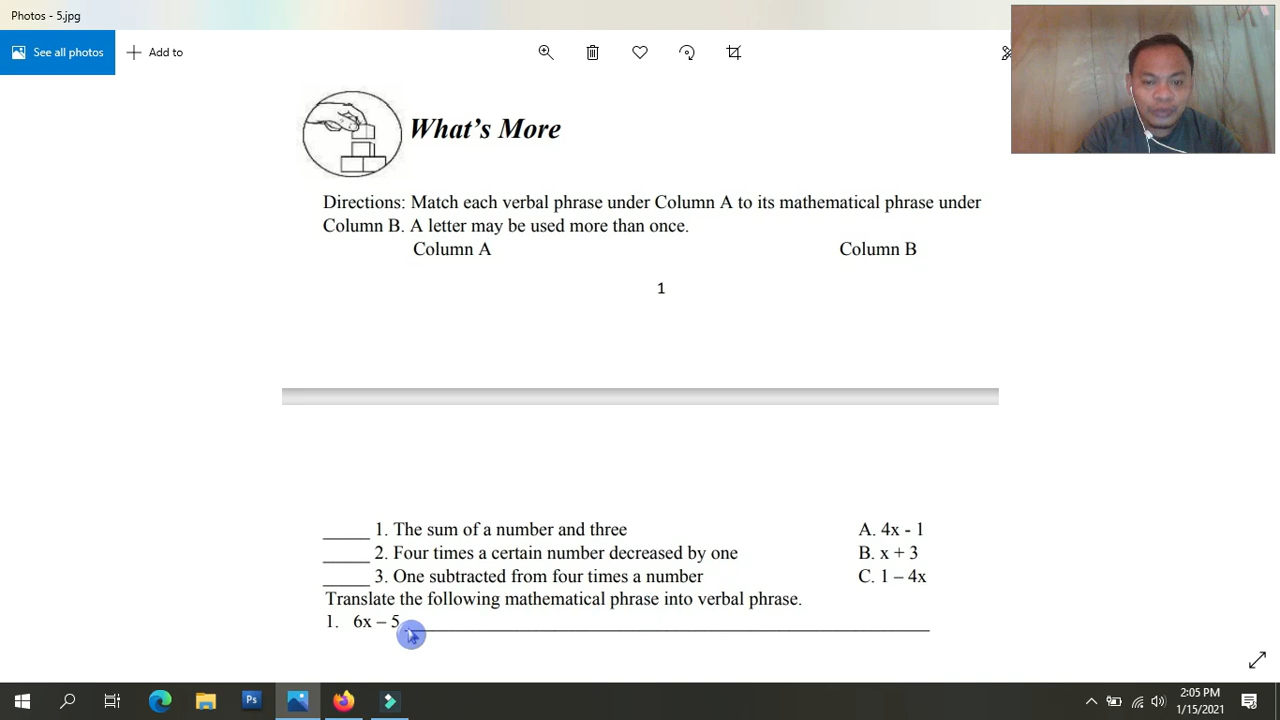 Photos - 5.jpg
See all photos
Add to
What's More
Directions: Match each verbal phrase under Column A to its mathematical phrase under
Column B. A letter may be used more than once.
Column A Column B
1
_____ 1. The sum of a number and three A. 4x - 1
_____ 2. Four times a certain number decreased by one B. x + 3
_____ 3. One subtracted from four times a number C. 1 – 4x
Translate the following mathematical phrase into verbal phrase.
1. 6x – 5 ______________________________
Ps
2:05 PM
1/15/2021